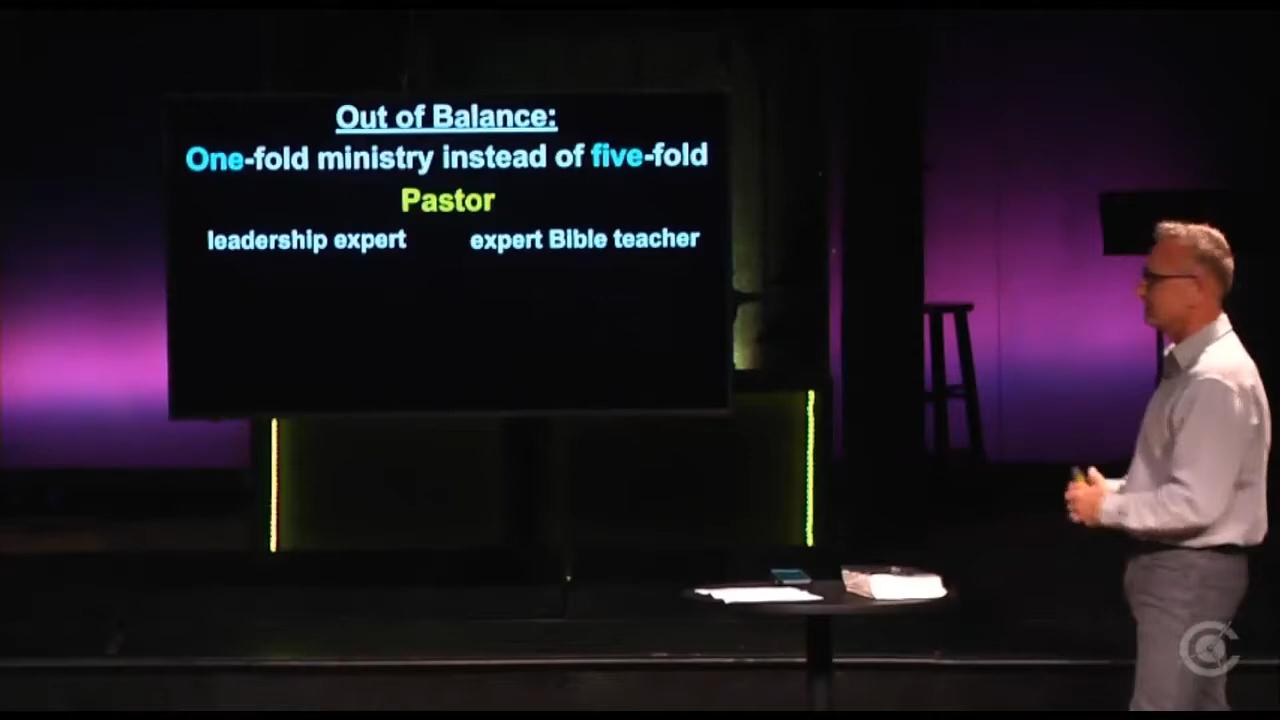 Out of Balance:
One-fold ministry instead of five-fold
Pastor
leadership expert expert Bible teacher